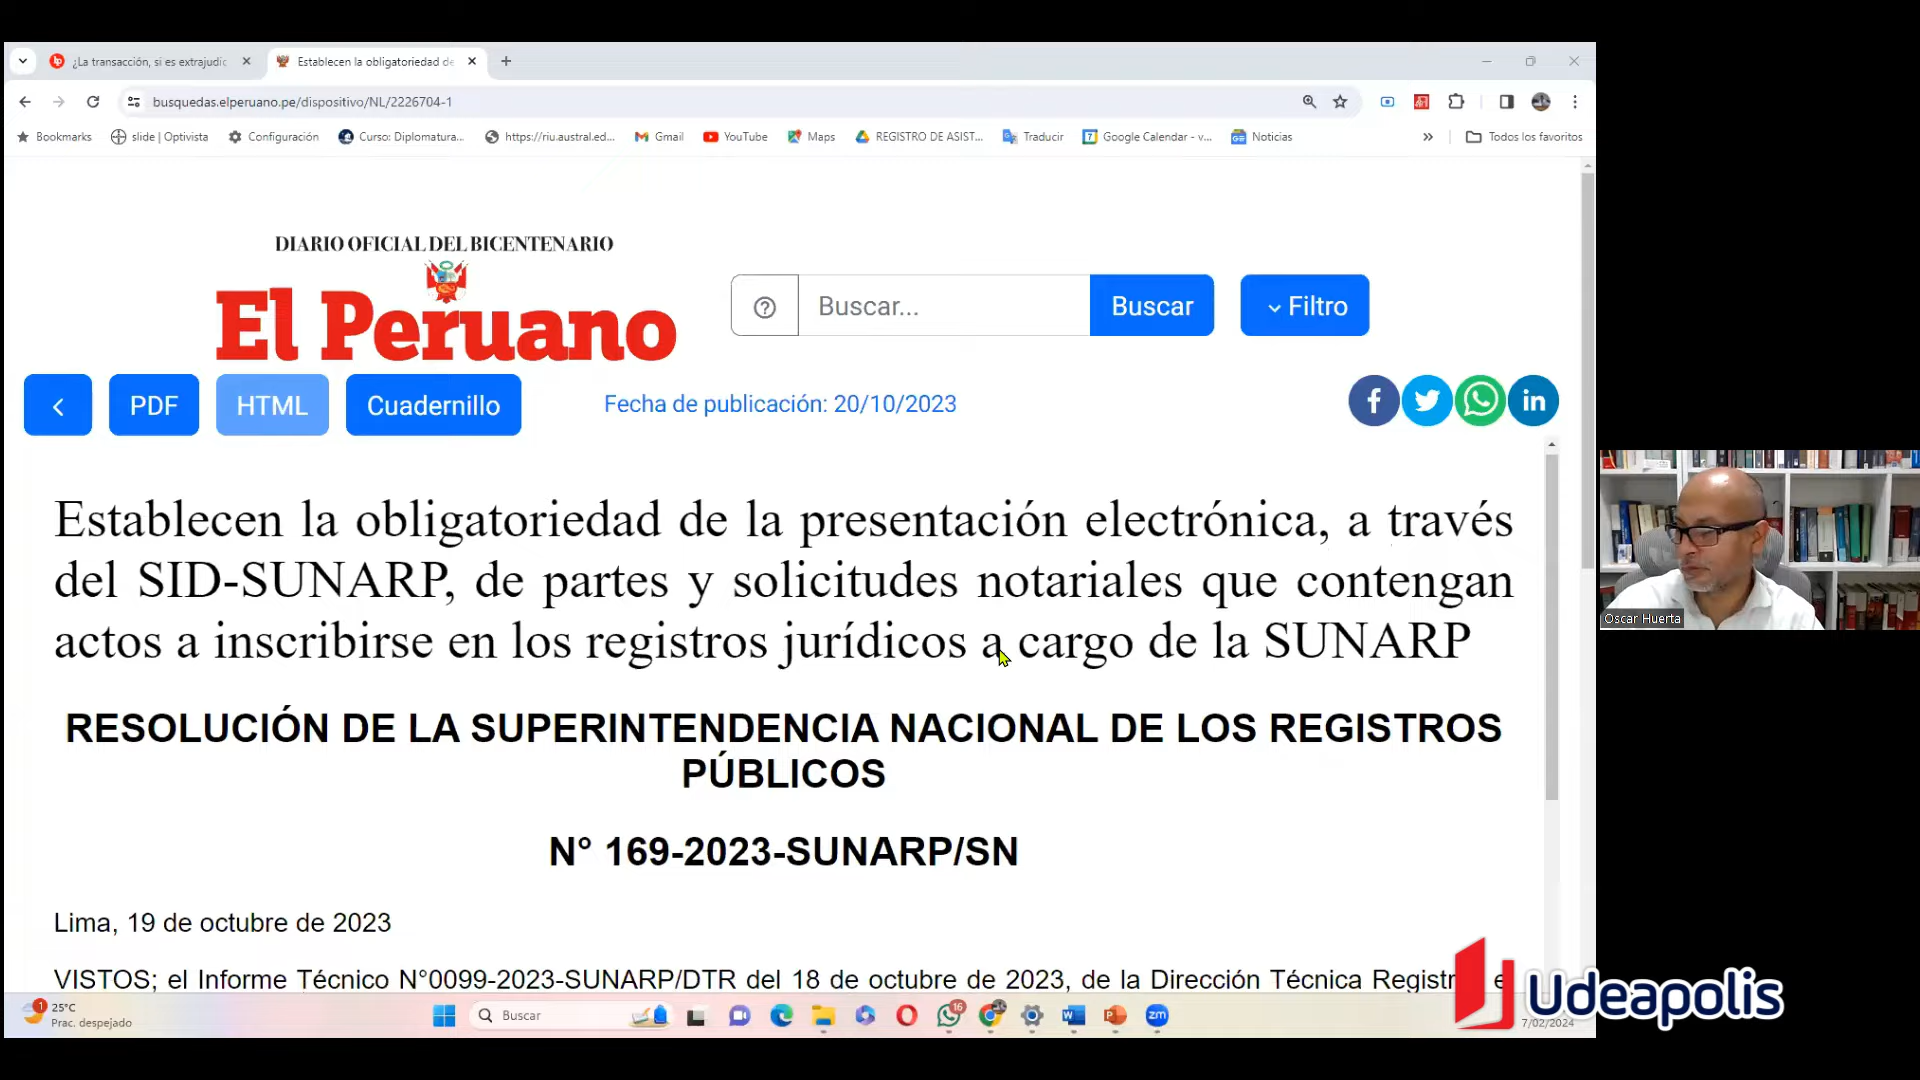 ¿La transacción, si es extrajudic
Establecen la obligatoriedad de
busquedas.elperuano.pe/dispositivo/NL/2226704-1
Bookmarks
slide | Optivista
Configuración
Curso: Diplomatura...
https://riu.austral.ed...
Gmail
YouTube
Maps
REGISTRO DE ASIST...
Traducir
Google Calendar - v...
Noticias
»
Todos los favoritos
DIARIO OFICIAL DEL BICENTENARIO
El Peruano
Buscar...
Buscar
Filtro
PDF
HTML
Cuadernillo
Fecha de publicación: 20/10/2023
Establecen la obligatoriedad de la presentación electrónica, a través
del SID-SUNARP, de partes y solicitudes notariales que contengan
actos a inscribirse en los registros jurídicos a cargo de la SUNARP
RESOLUCIÓN DE LA SUPERINTENDENCIA NACIONAL DE LOS REGISTROS
PÚBLICOS
N° 169-2023-SUNARP/SN
Lima, 19 de octubre de 2023
VISTOS; el Informe Técnico N°0099-2023-SUNARP/DTR del 18 de octubre de 2023, de la Dirección Técnica Registr
Oscar Huerta
1
25°C
Prac. despejado
Buscar
16
zm
7/02/2024
Udeapolis